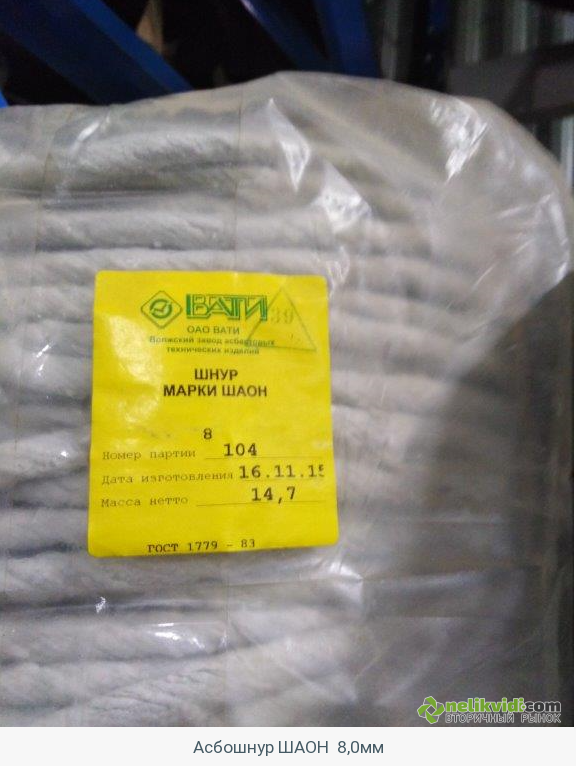 ВАТИ
39
ОАО ВАТИ
Волжский завод асбестовых
технических изделий
ШНУР
МАРКИ ШАОН
8
Номер партии 104
Дата изготовления 16.11.15
Масса нетто 14,7
ГОСТ 1779 - 83
nelikvidi.com
ВТОРИЧНЫЙ РЫНОК
Асбошнур ШАОН 8,0мм